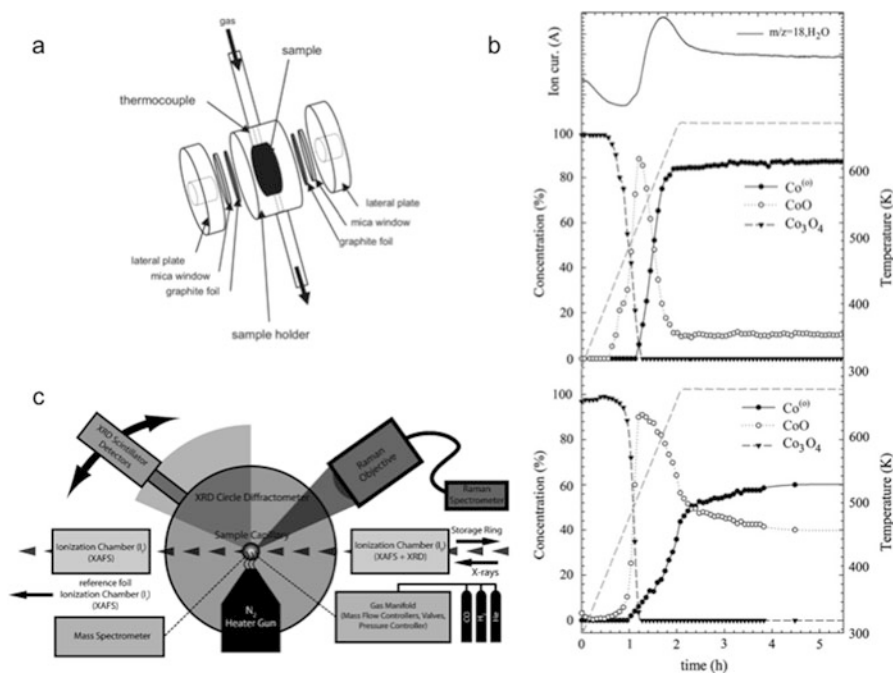 a
gas
sample
thermocouple
lateral plate
mica window
graphite foil
lateral plate
mica window
graphite foil
sample holder
b
m/z=18,H₂O
Ion cur. (A)
100
80
60
40
20
0
Concentration (%)
Co⁽⁰⁾
CoO
Co₃O₄
600
500
400
300
Temperature (K)
100
80
60
40
20
0
Concentration (%)
Co⁽⁰⁾
CoO
Co₃O₄
600
500
400
300
Temperature (K)
0
1
2
3
4
5
time (h)
c
XRD Scintillator
Detectors
XRD Circle Diffractometer
Raman
Objective
Raman
Spectrometer
Sample Capillary
Ionization Chamber (Iₜ)
(XAFS)
Ionization Chamber (I₀)
(XAFS + XRD)
Storage Ring
X-rays
reference foil
Ionization Chamber (Iᵣ)
(XAFS)
Mass Spectrometer
N₂
Heater Gun
Gas Manifold
(Mass Flow Controllers, Valves,
Pressure Controller)
CO
H₂
He